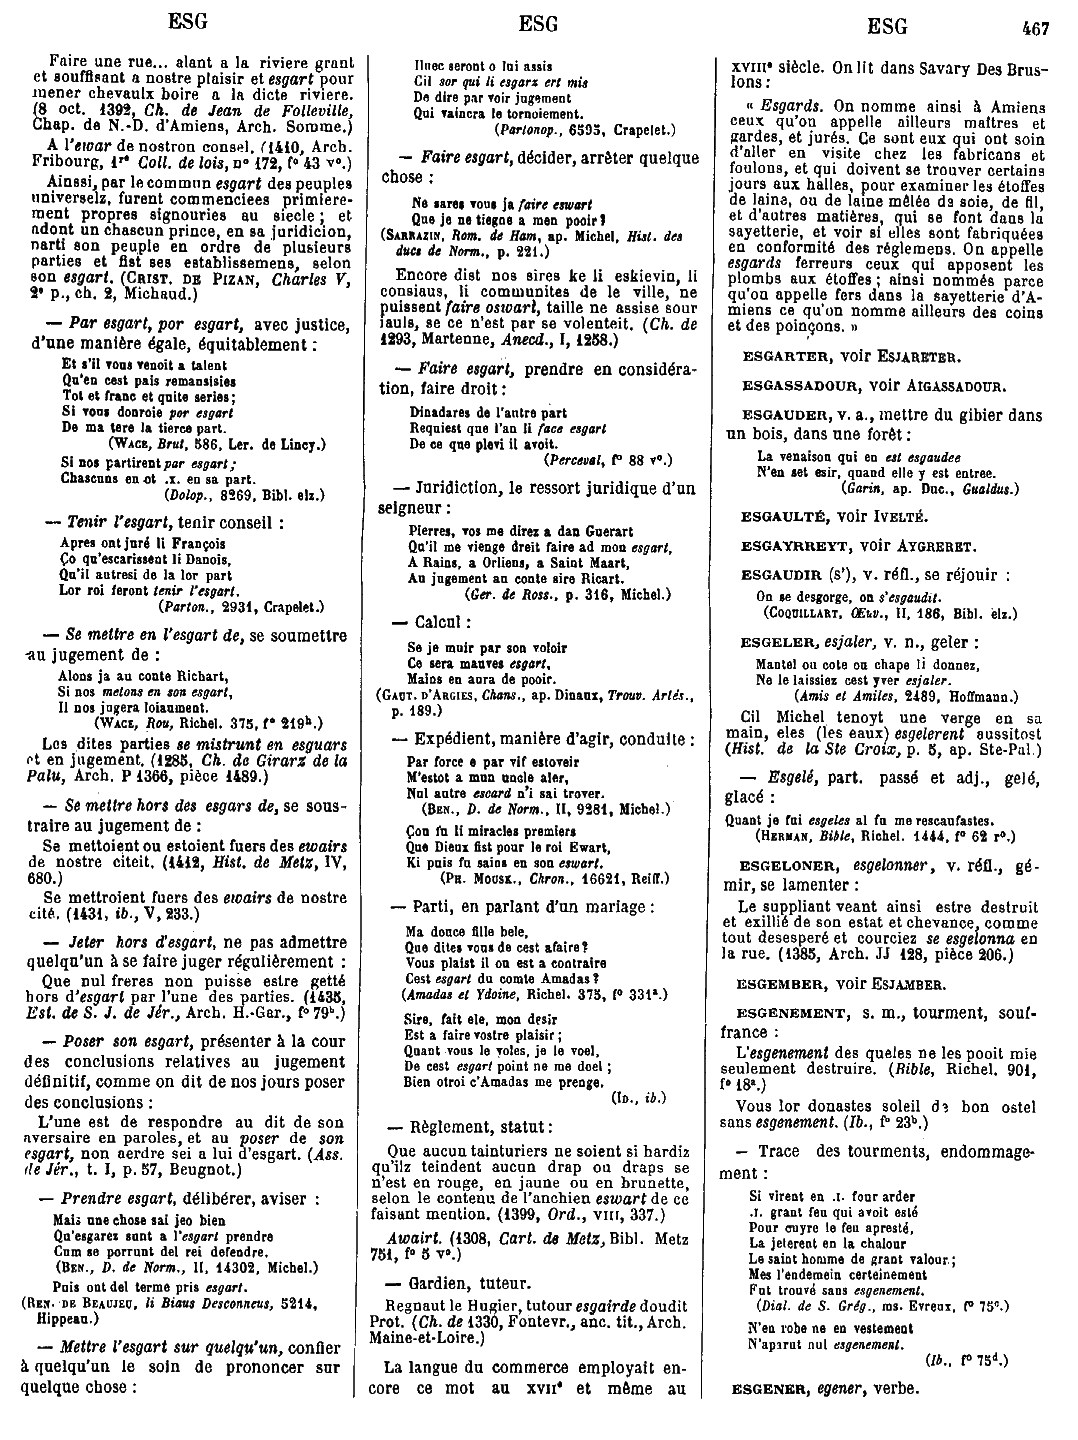 ESG
ESG
ESG
467
Faire une rue... alant a la riviere grant
et souffisant a nostre plaisir et esgart pour
mener chevaulx boire a la dicte riviere.
(8 oct. 1392, Ch. de Jean de Folleville,
Chap. de N.-D. d'Amiens, Arch. Somme.)
A l'ewar de nostron consel. (1410, Arch.
Fribourg, 1re Coll. de lois, no 172, fo 43 vo.)
Ainssi, par le commun esgart des peuples
universelz, furent commenciees primiere-
ment propres signouries au siecle ; et
adont un chascun prince, en sa juridicion,
parti son peuple en ordre de plusieurs
parties et fist ses establissemens, selon
son esgart. (CRIST. DE PIZAN, Charles V,
2e p., ch. 2, Michaud.)
— Par esgart, por esgart, avec justice,
d'une manière égale, équitablement :
Et s'il vous venoit a talent
Qu'en cest pais remansisies
Tot et franc et quite series ;
Si vous donroie por esgart
De ma tere la tierce part.
(WACE, Brut, 586, Ler. de Lincy.)
Si nos partirent par esgart ;
Chascuns en ot .x. en sa part.
(Dolop., 8269, Bibl. elz.)
— Tenir l'esgart, tenir conseil :
Apres ont juré li François
Ço qu'escarissent li Danois,
Qu'il autresi de la lor part
Lor roi feront tenir l'esgart.
(Parton., 2931, Crapelet.)
— Se mettre en l'esgart de, se soumettre
au jugement de :
Alons ja au conte Richart,
Si nos metons en son esgart,
Il nos jugera loiaument.
(WACE, Rou, Richel. 375, fo 219b.)
Les dites parties se mistrunt en esguars
et en jugement. (1285, Ch. de Girarz de la
Palu, Arch. P 1366, pièce 1489.)
— Se mettre hors des esgars de, se sous-
traire au jugement de :
Se mettoient ou estoient fuers des ewairs
de nostre citeit. (1412, Hist. de Metz, IV,
680.)
Se mettroient fuers des ewairs de nostre
cité. (1431, ib., V, 233.)
— Jeter hors d'esgart, ne pas admettre
quelqu'un à se faire juger régulièrement :
Que nul freres non puisse estre getté
hors d'esgart par l'une des parties. (1435,
Est. de S. J. de Jér., Arch. H.-Gar., fo 79b.)
— Poser son esgart, présenter à la cour
des conclusions relatives au jugement
définitif, comme on dit de nos jours poser
des conclusions :
L'une est de respondre au dit de son
aversaire en paroles, et au poser de son
esgart, non aerdre sei a lui d'esgart. (Ass.
de Jér., t. I, p. 57, Beugnot.)
— Prendre esgart, délibérer, aviser :
Mais une chose sai jeo bien
Qu'esgarez sunt a l'esgart prendre
Cum se porrunt del rei defendre.
(BEN., D. de Norm., II, 14302, Michel.)
Puis ont del terme pris esgart.
(REN. DE BEAUJEU, li Biaus Desconneus, 5214,
Hippeau.)
— Mettre l'esgart sur quelqu'un, confier
à quelqu'un le soin de prononcer sur
quelque chose :
Iluec seront o lui assis
Cil sor qui li esgarz ert mis
De dire par voir jugement
Qui vaincra le tornoiement.
(Partonop., 6595, Crapelet.)
— Faire esgart, décider, arrêter quelque
chose :
Ne sares vous ja faire eswart
Que je ne tiegne a men pooir ?
(SARRAZIN, Rom. de Ham, ap. Michel, Hist. des
ducs de Norm., p. 221.)
Encore dist nos sires ke li eskievin, li
consiaus, li communites de le ville, ne
puissent faire oswart, taille ne assise sour
iauls, se ce n'est par se volenteit. (Ch. de
1293, Martenne, Anecd., I, 1258.)
— Faire esgart, prendre en considéra-
tion, faire droit :
Dinadares de l'autre part
Requiest que l'an li face esgart
De ce que plevi il avoit.
(Perceval, fo 88 vo.)
— Juridiction, le ressort juridique d'un
seigneur :
Pierres, vos me direz a dan Guerart
Qu'il me vienge dreit faire ad mon esgart,
A Rains, a Orliens, a Saint Maart,
Au jugement au conte sire Ricart.
(Ger. de Ross., p. 316, Michel.)
— Calcul :
Se je muir par son voloir
Ce sera mauves esgart,
Mains en aura de pooir.
(GAUT. D'ARGIES, Chans., ap. Dinaux, Trouv. Artés.,
p. 189.)
— Expédient, manière d'agir, conduite :
Par force e par vif estoveir
M'estot a mun uncle aler,
Nul autre escard n'i sai trover.
(BEN., D. de Norm., II, 9281, Michel.)
Çou fu li miracles premiers
Que Dieux fist pour le roi Ewart,
Ki puis fu sains en son eswart.
(PH. MOUSK., Chron., 16621, Reiff.)
— Parti, en parlant d'un mariage :
Ma douce fille bele,
Que dites vous de cest afaire ?
Vous plaist il ou est a contraire
Cest esgart du comte Amadas ?
(Amadas et Ydoine, Richel. 375, fo 331a.)
Sire, fait ele, mon desir
Est a faire vostre plaisir ;
Quant vous le voles, je le voel,
De cest esgart point ne me doel ;
Bien otroi c'Amadas me prenge.
(ID., ib.)
— Règlement, statut :
Que aucun tainturiers ne soient si hardiz
qu'ilz teindent aucun drap ou draps se
n'est en rouge, en jaune ou en brunette,
selon le contenu de l'anchien eswart de ce
faisant mention. (1399, Ord., VIII, 337.)
Awairt. (1308, Cart. de Metz, Bibl. Metz
751, fo 5 vo.)
— Gardien, tuteur.
Regnaut le Hugier, tutour esgairde doudit
Prot. (Ch. de 1330, Fontevr., anc. tit., Arch.
Maine-et-Loire.)
La langue du commerce employait en-
core ce mot au XVIIe et même au
XVIIIe siècle. On lit dans Savary Des Brus-
lons :
« Esgards. On nomme ainsi à Amiens
ceux qu'on appelle ailleurs maîtres et
gardes, et jurés. Ce sont eux qui ont soin
d'aller en visite chez les fabricans et
foulons, et qui doivent se trouver certains
jours aux halles, pour examiner les étoffes
de laine, ou de laine mêlée de soie, de fil,
et d'autres matières, qui se font dans la
sayetterie, et voir si elles sont fabriquées
en conformité des réglemens. On appelle
esgards ferreurs ceux qui apposent les
plombs aux étoffes ; ainsi nommés parce
qu'on appelle fers dans la sayetterie d'A-
miens ce qu'on nomme ailleurs des coins
et des poinçons. »
ESGARTER, voir ESJARETER.
ESGASSADOUR, voir AIGASSADOUR.
ESGAUDER, v. a., mettre du gibier dans
un bois, dans une forêt :
La venaison qui en est esgaudee
N'en set esir, quand elle y est entree.
(Garin, ap. Duc., Gualdus.)
ESGAULTÉ, voir IVELTÉ.
ESGAYRREYT, voir AYGRERET.
ESGAUDIR (s'), v. réfl., se réjouir :
On se desgorge, on s'esgaudit.
(COQUILLART, Œuv., II, 186, Bibl. elz.)
ESGELER, esjaler, v. n., geler :
Mantel ou cote ou chape li donnez,
Ne le laissiez cest yver esjaler.
(Amis et Amiles, 2489, Hoffmann.)
Cil Michel tenoyt une verge en sa
main, eles (les eaux) esgelerent aussitost
(Hist. de la Ste Croix, p. 5, ap. Ste-Pal.)
— Esgelé, part. passé et adj., gelé,
glacé :
Quant je fui esgeles al fu me rescaufastes.
(HERMAN, Bible, Richel. 1444, fo 62 ro.)
ESGELONER, esgelonner, v. réfl., gé-
mir, se lamenter :
Le suppliant veant ainsi estre destruit
et exillié de son estat et chevance, comme
tout desesperé et courciez se esgelonna en
la rue. (1385, Arch. JJ 128, pièce 206.)
ESGEMBER, voir ESJAMBER.
ESGENEMENT, s. m., tourment, souf-
france :
L'esgenement des queles ne les pooit mie
seulement destruire. (Bible, Richel. 901,
fo 18a.)
Vous lor donastes soleil de bon ostel
sans esgenement. (Ib., fo 23b.)
— Trace des tourments, endommage-
ment :
Si virent en .I. four arder
.I. grant feu qui avoit esté
Pour cuyre le feu apresté,
La jeterent en la chalour
Le saint homme de grant valour ;
Mes l'endemein certeinement
Fut trouvé sans esgenement.
(Dial. de S. Grég., ms. Evreux, fo 75c.)
N'en robe ne en vestement
N'aparut nul esgenement.
(Ib., fo 75d.)
ESGENER, egener, verbe.